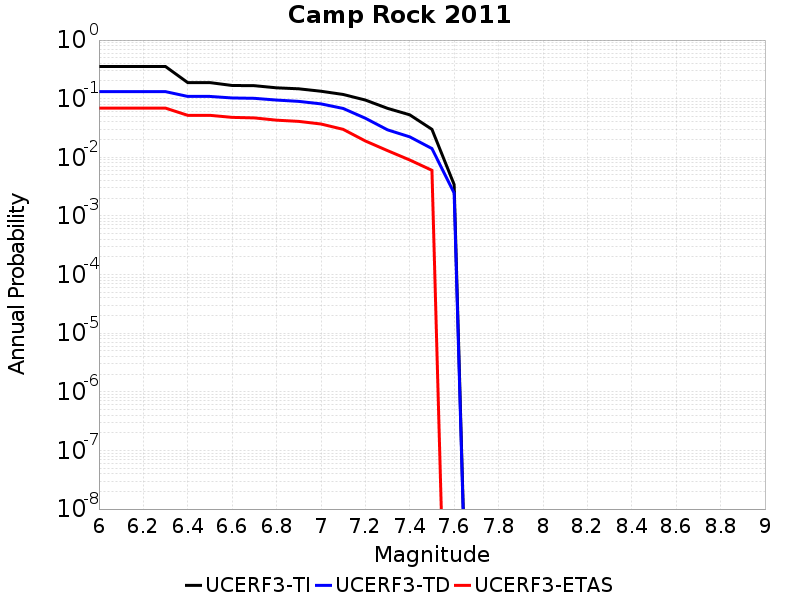 Camp Rock 2011
Annual Probability
10^0
10^-1
10^-2
10^-3
10^-4
10^-5
10^-6
10^-7
10^-8
6 6.2 6.4 6.6 6.8 7 7.2 7.4 7.6 7.8 8 8.2 8.4 8.6 8.8 9
Magnitude
UCERF3-TI UCERF3-TD UCERF3-ETAS